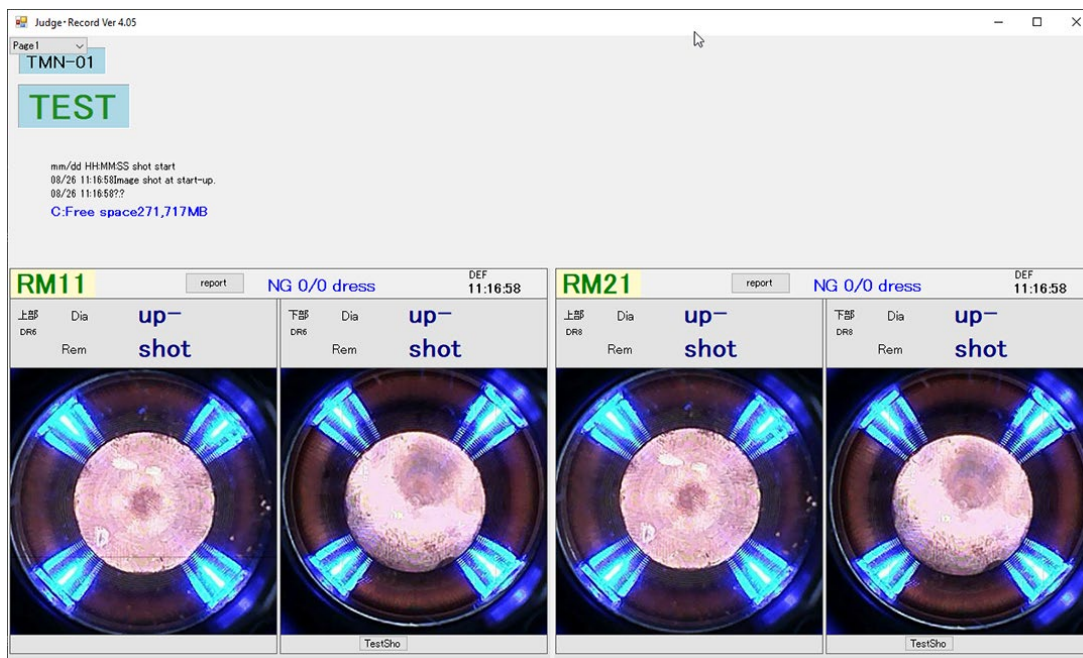 Judge・Record Ver 4.05
Page1
TMN-01
TEST
mm/dd HH:MM:SS shot start
08/26 11:16:58Image shot at start-up.
08/26 11:16:58?.?
C:Free space271,717MB
RM11 report NG 0/0 dress DEF 11:16:58
上部 Dia up-
DR6 Rem shot
下部 Dia up-
DR6 Rem shot
TestSho
RM21 report NG 0/0 dress DEF 11:16:58
上部 Dia up-
DR8 Rem shot
下部 Dia up-
DR8 Rem shot
TestSho